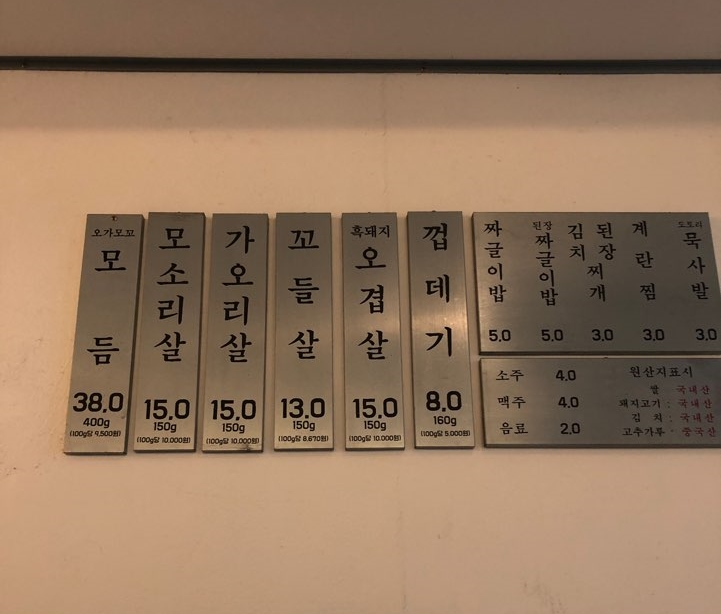 오가모꼬
모듬
38.0
400g
(100g당 9,500원)
모소리살
15.0
150g
(100g당 10,000원)
가오리살
15.0
150g
(100g당 10,000원)
꼬들살
13.0
150g
(100g당 8,670원)
흑돼지
오겹살
15.0
150g
(100g당 10,000원)
껍데기
8.0
160g
(100g당 5,000원)
짜글이밥
5.0
된장
짜글이밥
5.0
김치
된장찌개
3.0
계란찜
3.0
도토리
묵사발
3.0
소주 4.0
맥주 4.0
음료 2.0
원산지표시
쌀 국내산
돼지고기 : 국내산
김치 : 국내산
고추가루 : 중국산